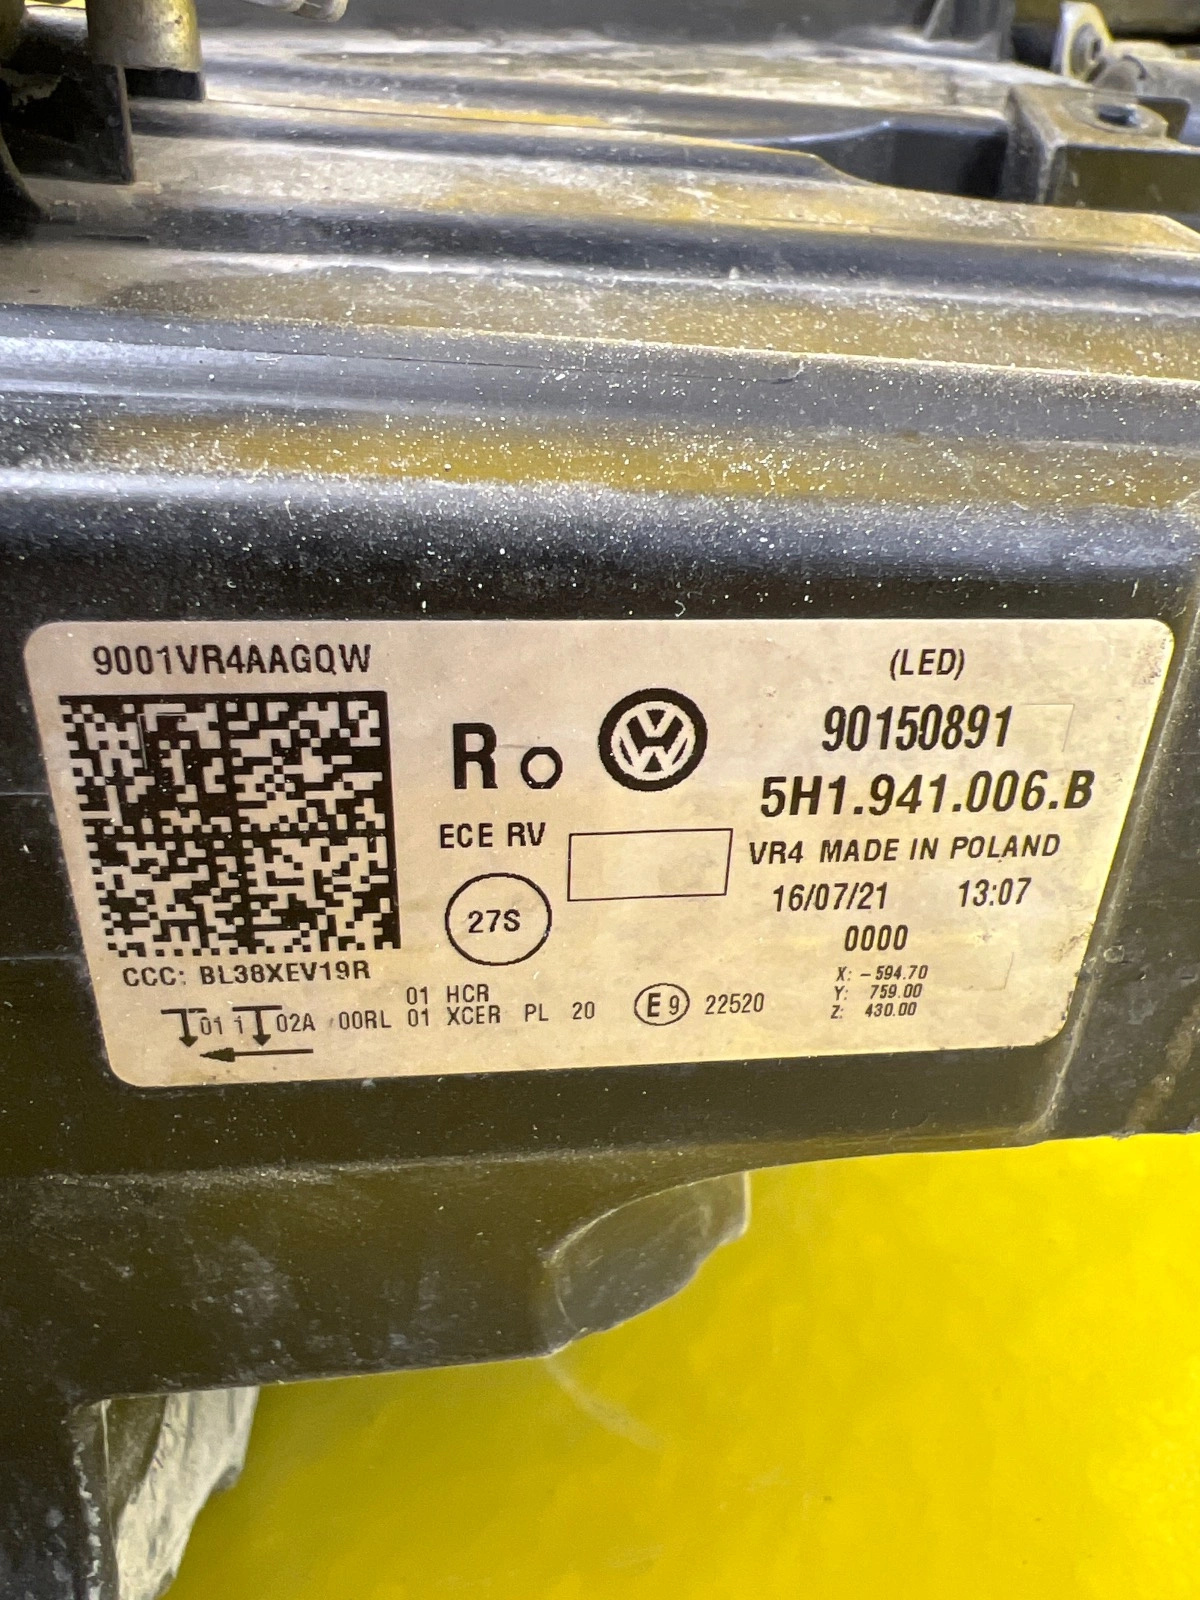 9001VR4AAGQW
(LED)
90150891
R
5H1.941.006.B
ECE RV
VR4 MADE IN POLAND
27S
16/07/21 13:07
0000
CCC: BL38XEV19R
X: -594.70
Y: 759.00
Z: 430.00
01 HCR
01 1 02A 00RL 01 XCER PL 20 E9 22520